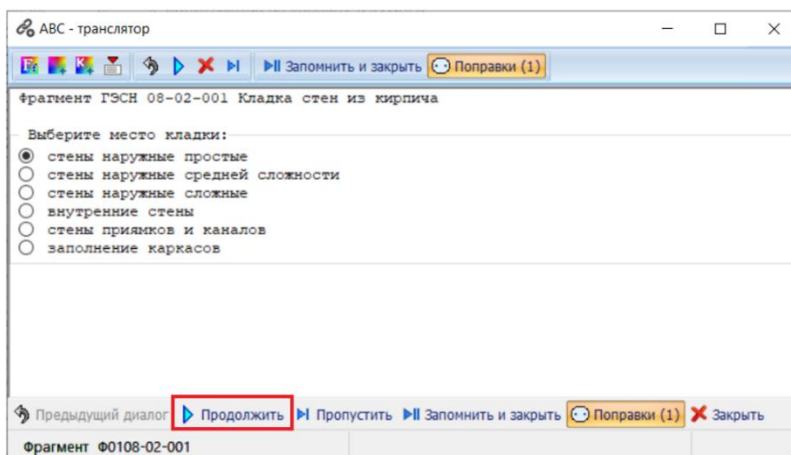 АВС - транслятор
Запомнить и закрыть Поправки (1)
Фрагмент ГЭСН 08-02-001 Кладка стен из кирпича
Выберите место кладки:
стены наружные простые
стены наружные средней сложности
стены наружные сложные
внутренние стены
стены приямков и каналов
заполнение каркасов
Предыдущий диалог Продолжить Пропустить Запомнить и закрыть Поправки (1) Закрыть
Фрагмент Ф0108-02-001